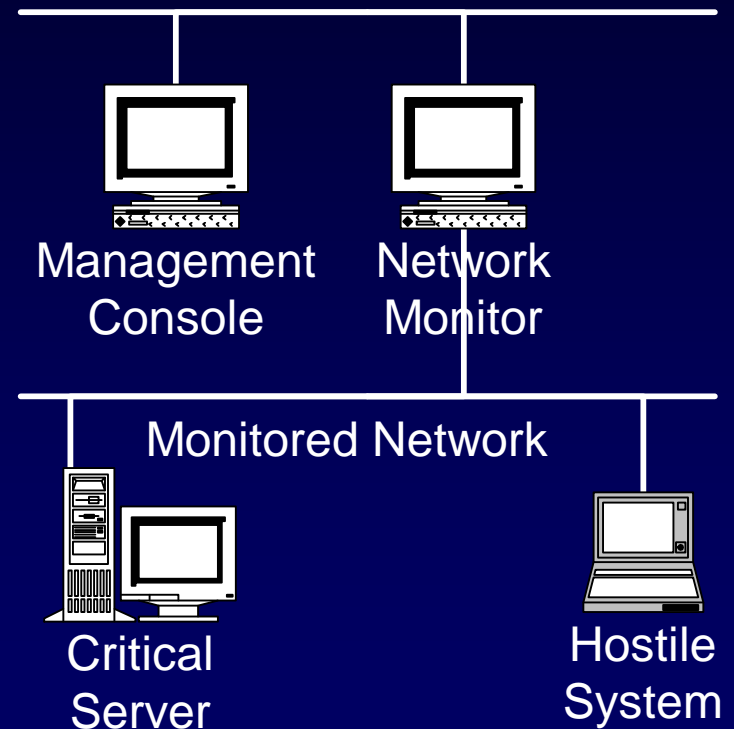 Management
Console
Network
Monitor
Monitored Network
Critical
Server
Hostile
System